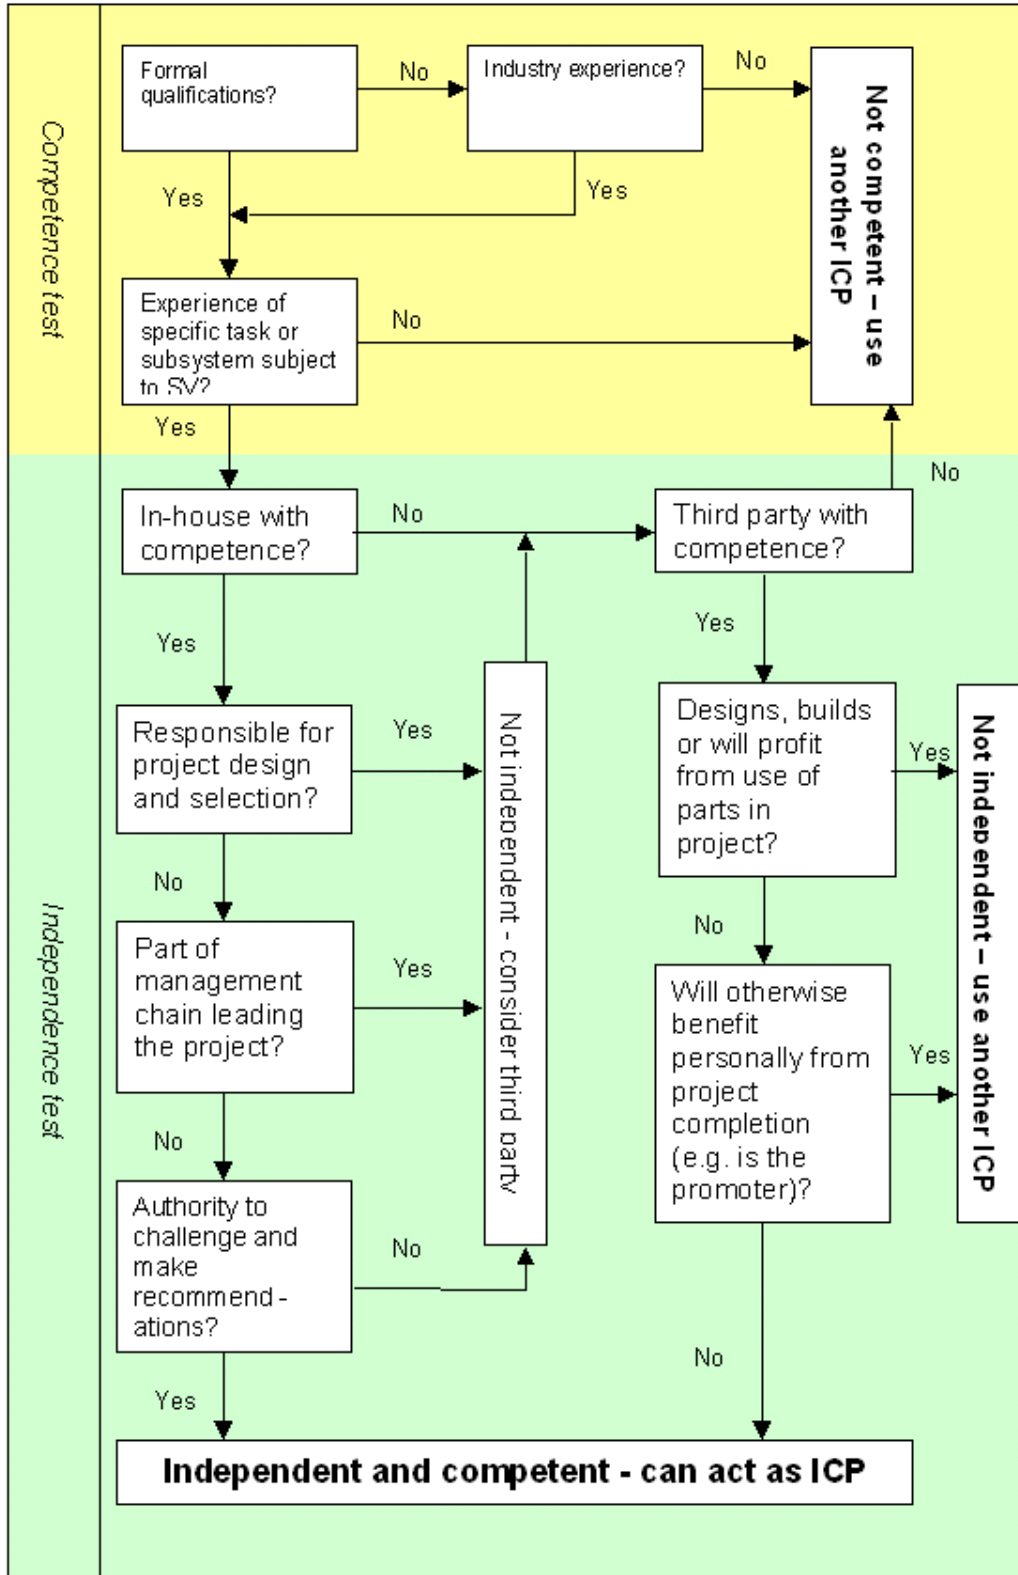 Competence test
Formal
qualifications?
No
Industry experience?
No
Not competent – use
another ICP
Yes
Yes
Experience of
specific task or
subsystem subject
to SV?
No
Yes
In-house with
competence?
No
Third party with
competence?
No
Independence test
Yes
Yes
Responsible for
project design
and selection?
Yes
Not independent - consider third party
Designs, builds
or will profit
from use of
parts in
project?
Yes
Not independent – use another ICP
No
No
Part of
management
chain leading
the project?
Yes
Will otherwise
benefit
personally from
project
completion
(e.g. is the
promoter)?
Yes
No
Authority to
challenge and
make
recommend -
ations?
No
No
Yes
Independent and competent - can act as ICP